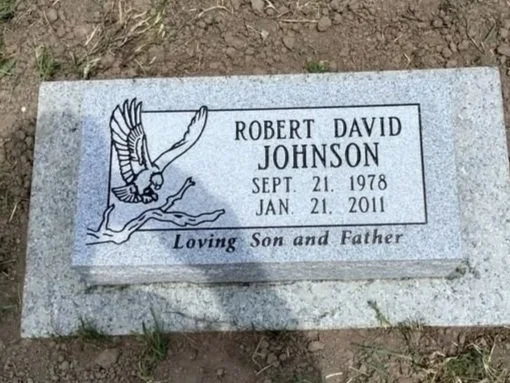 ROBERT DAVID
JOHNSON
SEPT. 21, 1978
JAN. 21, 2011
Loving Son and Father